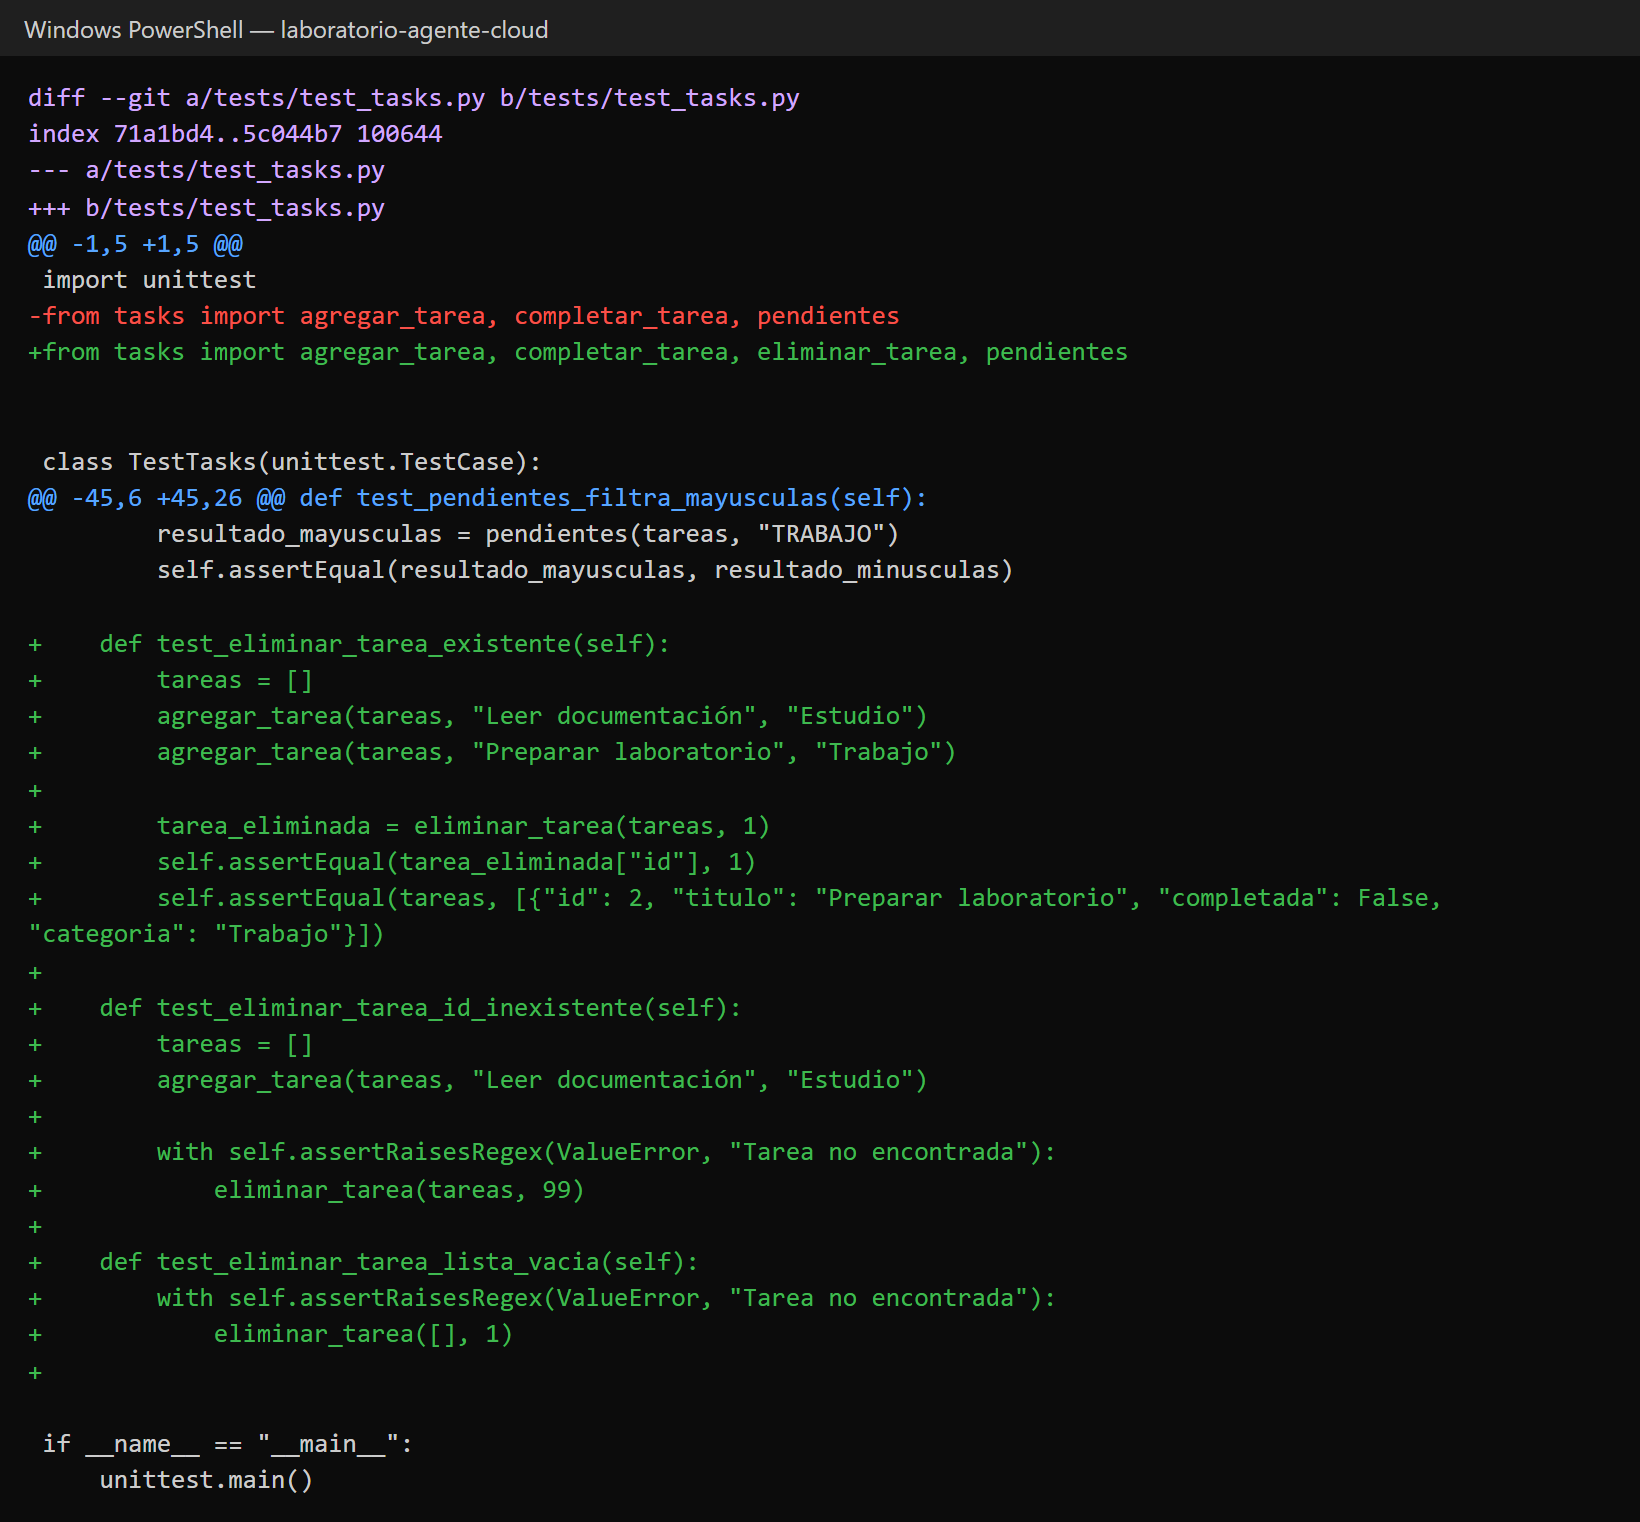 Windows PowerShell — laboratorio-agente-cloud
diff --git a/tests/test_tasks.py b/tests/test_tasks.py
index 71a1bd4..5c044b7 100644
--- a/tests/test_tasks.py
+++ b/tests/test_tasks.py
@@ -1,5 +1,5 @@
 import unittest
-from tasks import agregar_tarea, completar_tarea, pendientes
+from tasks import agregar_tarea, completar_tarea, eliminar_tarea, pendientes
 class TestTasks(unittest.TestCase):
@@ -45,6 +45,26 @@ def test_pendientes_filtra_mayusculas(self):
         resultado_mayusculas = pendientes(tareas, "TRABAJO")
         self.assertEqual(resultado_mayusculas, resultado_minusculas)
+    def test_eliminar_tarea_existente(self):
+        tareas = []
+        agregar_tarea(tareas, "Leer documentación", "Estudio")
+        agregar_tarea(tareas, "Preparar laboratorio", "Trabajo")
+
+        tarea_eliminada = eliminar_tarea(tareas, 1)
+        self.assertEqual(tarea_eliminada["id"], 1)
+        self.assertEqual(tareas, [{"id": 2, "titulo": "Preparar laboratorio", "completada": False,
"categoria": "Trabajo"}])
+
+    def test_eliminar_tarea_id_inexistente(self):
+        tareas = []
+        agregar_tarea(tareas, "Leer documentación", "Estudio")
+
+        with self.assertRaisesRegex(ValueError, "Tarea no encontrada"):
+            eliminar_tarea(tareas, 99)
+
+    def test_eliminar_tarea_lista_vacia(self):
+        with self.assertRaisesRegex(ValueError, "Tarea no encontrada"):
+            eliminar_tarea([], 1)
+
 if __name__ == "__main__":
     unittest.main()